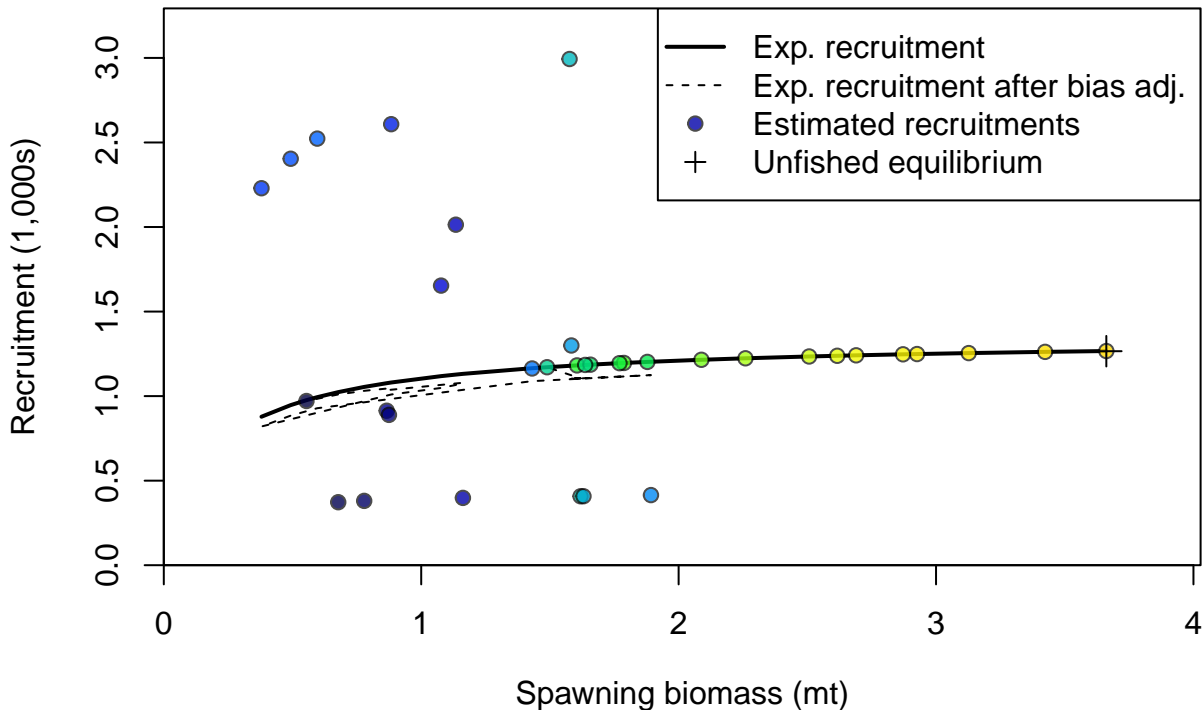 Exp. recruitment
Exp. recruitment after bias adj.
Estimated recruitments
Unfished equilibrium
Recruitment (1,000s)
3.0
2.5
2.0
1.5
1.0
0.5
0.0
0 1 2 3 4
Spawning biomass (mt)